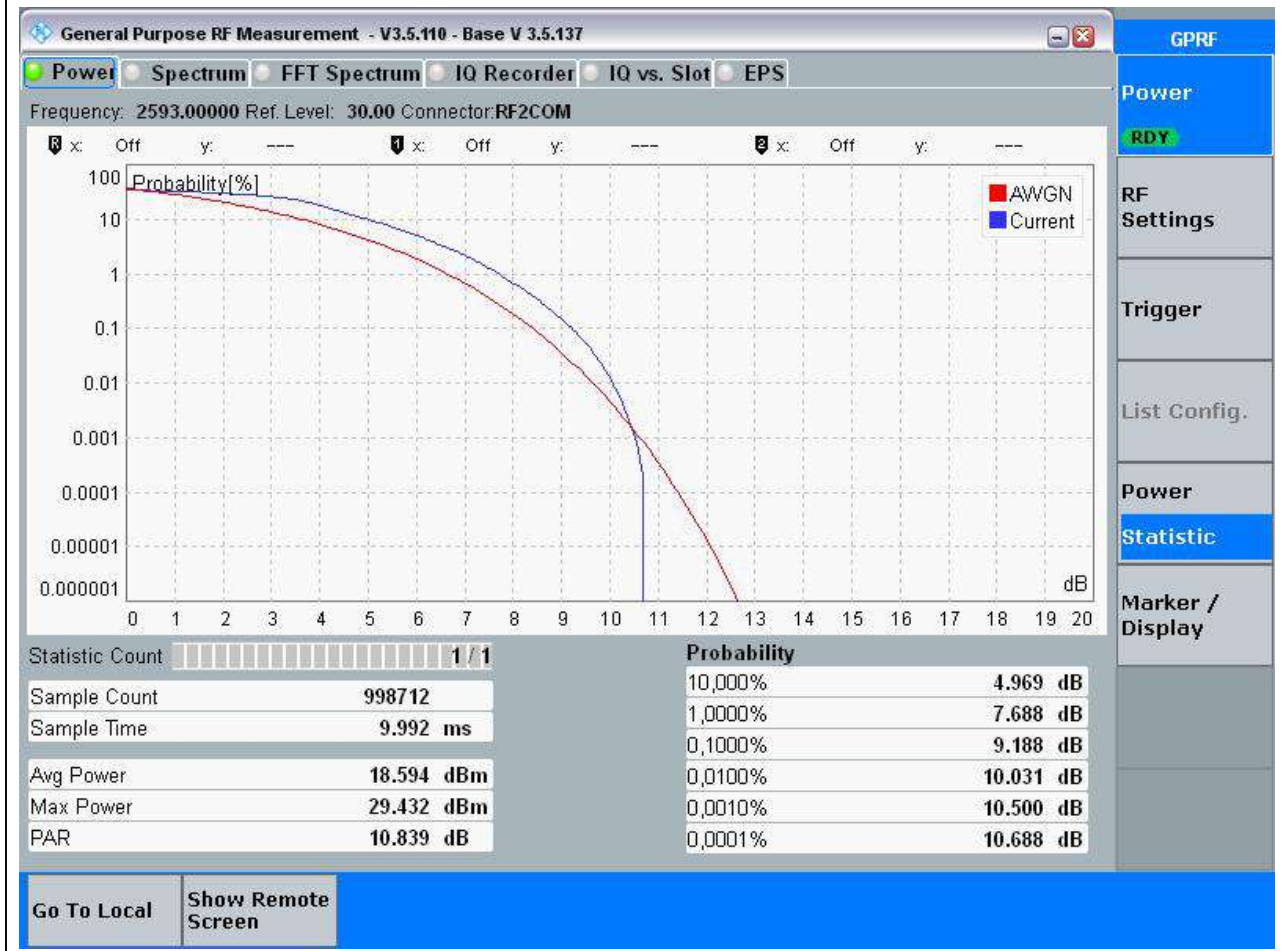 General Purpose RF Measurement - V3.5.110 - Base V 3.5.137
GPRF
Power Spectrum FFT Spectrum IQ Recorder IQ vs. Slot EPS
Frequency: 2593.00000 Ref. Level: 30.00 Connector:RF2COM
R x: Off y: --- 1 x: Off y: --- 2 x: Off y: ---
Probability[%]
AWGN
Current
100
10
1
0.1
0.01
0.001
0.0001
0.00001
0.000001
dB
0 1 2 3 4 5 6 7 8 9 10 11 12 13 14 15 16 17 18 19 20
Statistic Count 1 / 1
Sample Count 998712
Sample Time 9.992 ms
Avg Power 18.594 dBm
Max Power 29.432 dBm
PAR 10.839 dB
Probability
10,000% 4.969 dB
1,0000% 7.688 dB
0,1000% 9.188 dB
0,0100% 10.031 dB
0,0010% 10.500 dB
0,0001% 10.688 dB
Power
RDY
RF
Settings
Trigger
List Config.
Power
Statistic
Marker /
Display
Go To Local
Show Remote
Screen